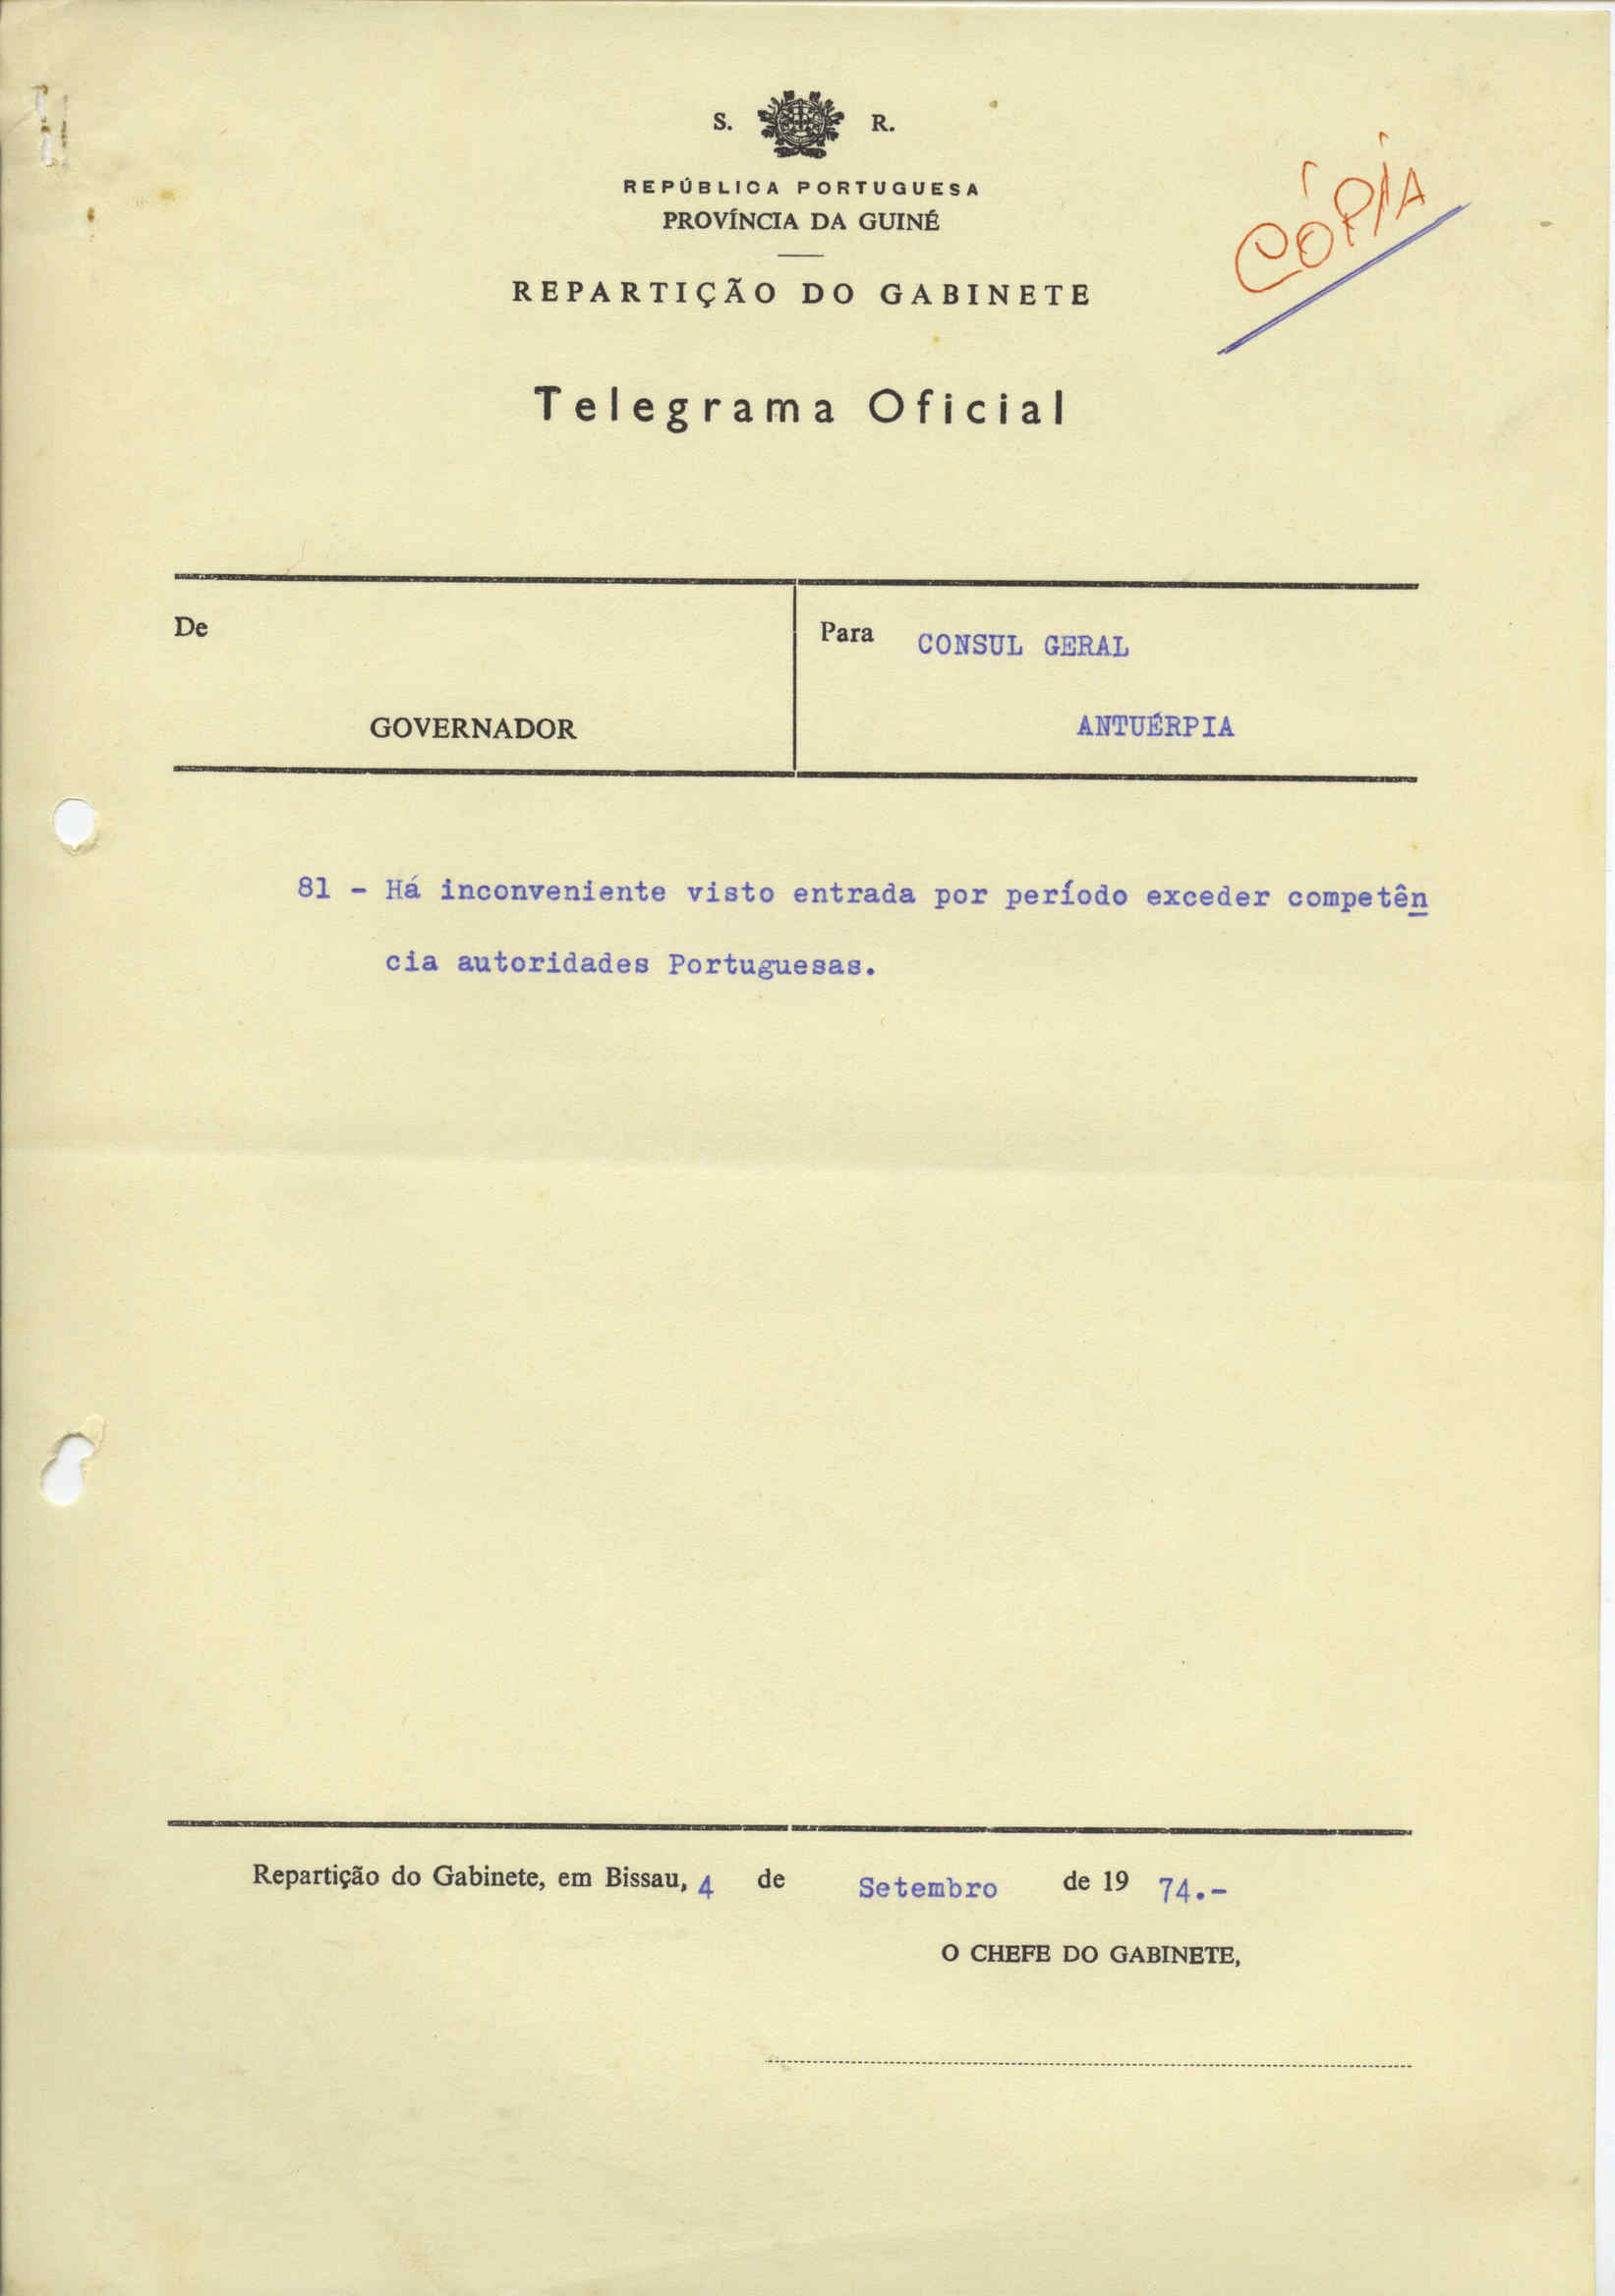 S. R.
REPÚBLICA PORTUGUESA
PROVÍNCIA DA GUINÉ
CÓPIA
REPARTIÇÃO DO GABINETE
Telegrama Oficial
De
GOVERNADOR
Para CONSUL GERAL
ANTUÉRPIA
81 - Há inconveniente visto entrada por período exceder competên
cia autoridades Portuguesas.
Repartição do Gabinete, em Bissau, 4 de Setembro de 19 74.-
O CHEFE DO GABINETE,